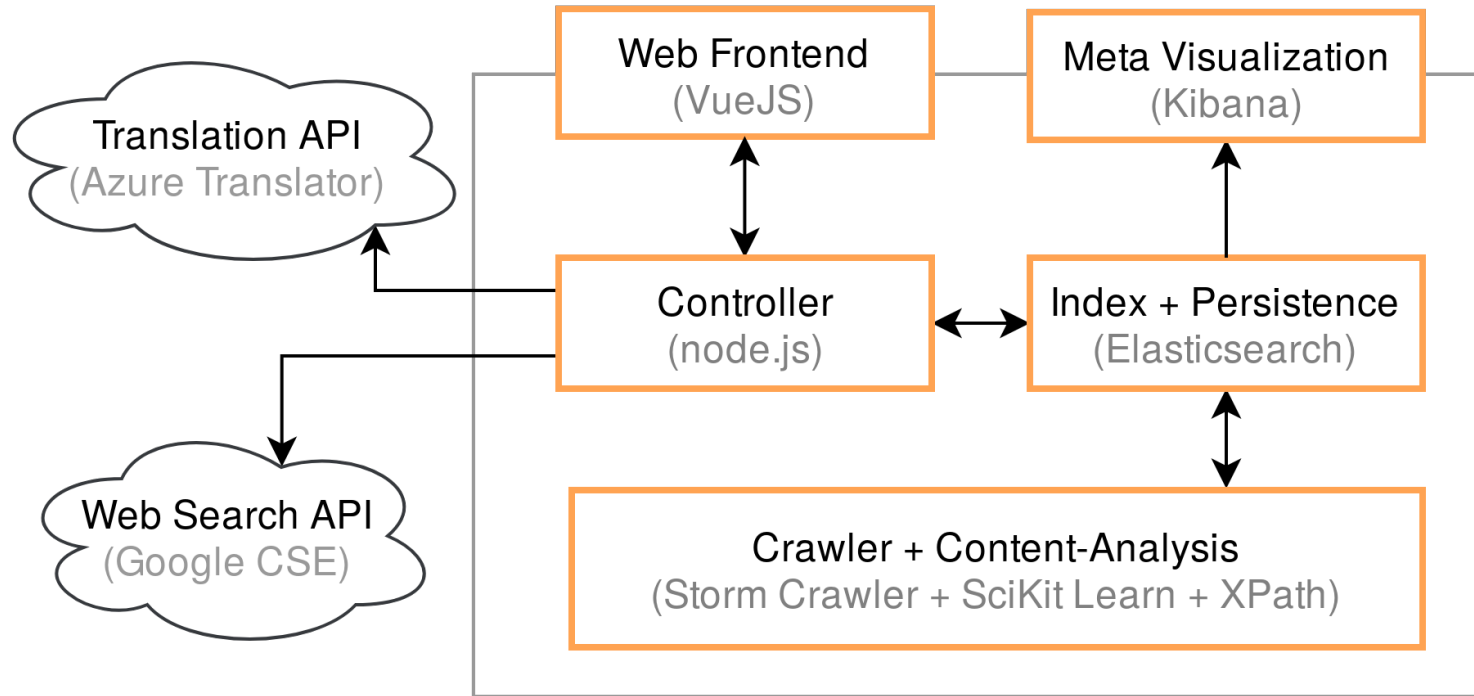 Web Frontend
(VueJS)
Meta Visualization
(Kibana)
Translation API
(Azure Translator)
Controller
(node.js)
Index + Persistence
(Elasticsearch)
Web Search API
(Google CSE)
Crawler + Content-Analysis
(Storm Crawler + SciKit Learn + XPath)